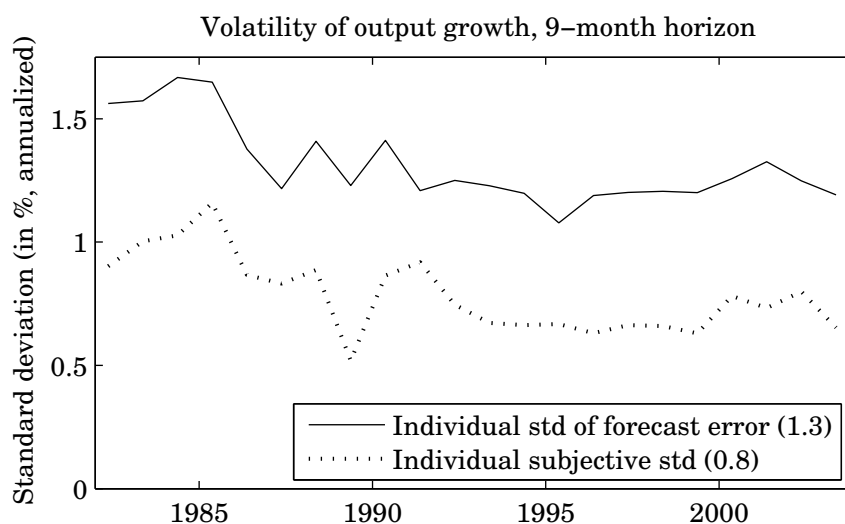 Volatility of output growth, 9−month horizon
Standard deviation (in %, annualized)
1.5
1
0.5
0
Individual std of forecast error (1.3)
Individual subjective std (0.8)
1985 1990 1995 2000